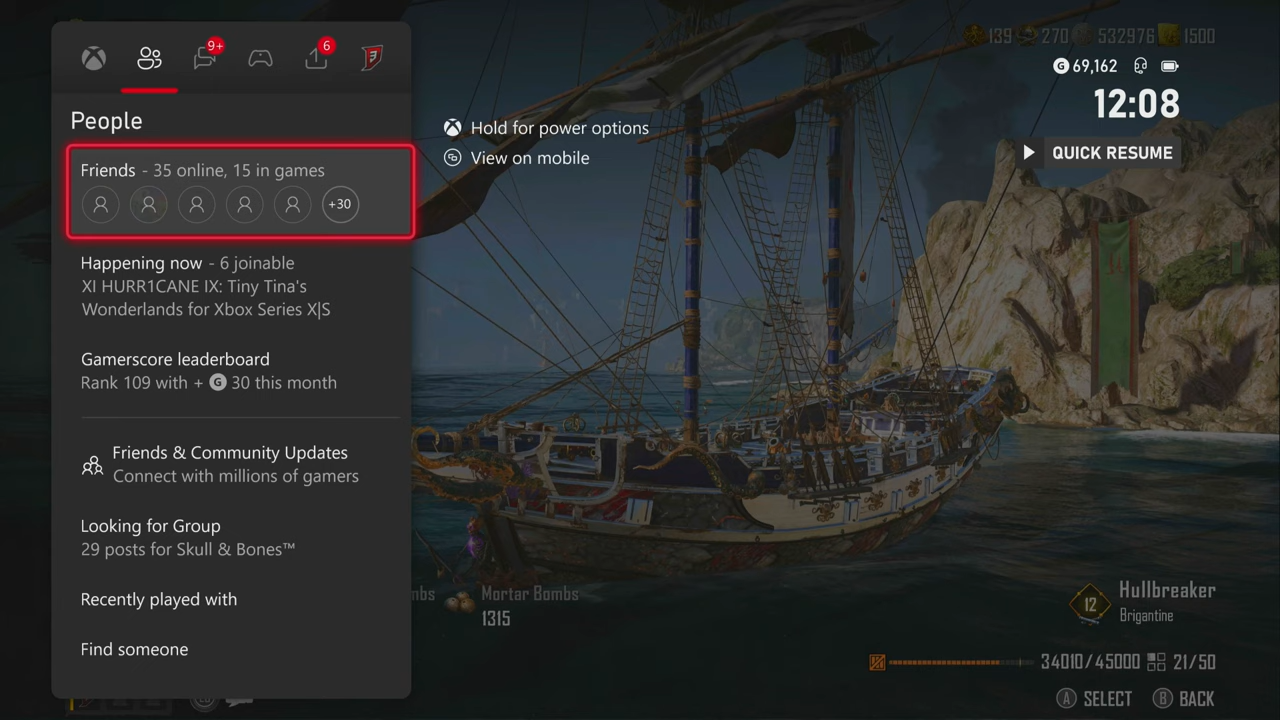 9+
6
139 270 532976 1500
G 69,162
12:08
QUICK RESUME
People
Friends - 35 online, 15 in games
+30
Hold for power options
View on mobile
Happening now - 6 joinable
XI HURR1CANE IX: Tiny Tina's
Wonderlands for Xbox Series X|S
Gamerscore leaderboard
Rank 109 with + G 30 this month
Friends & Community Updates
Connect with millions of gamers
Looking for Group
29 posts for Skull & Bones™
Recently played with
Find someone
Mortar Bombs
1315
12
Hullbreaker
Brigantine
34010/45000 21/50
A SELECT B BACK